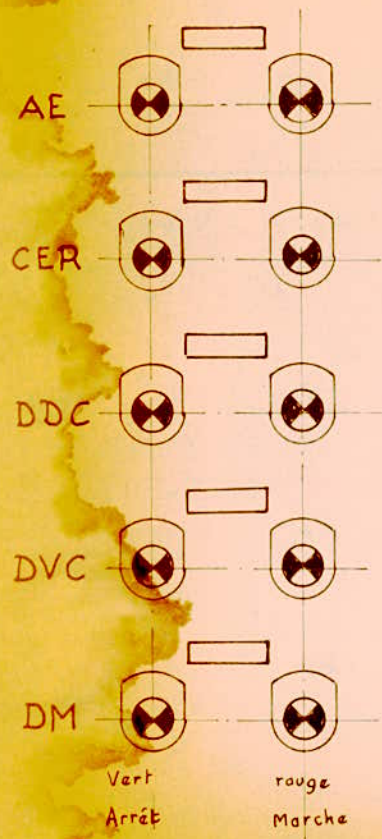 AE
CER
DDC
DVC
DM
Vert rouge
Arrêt Marche